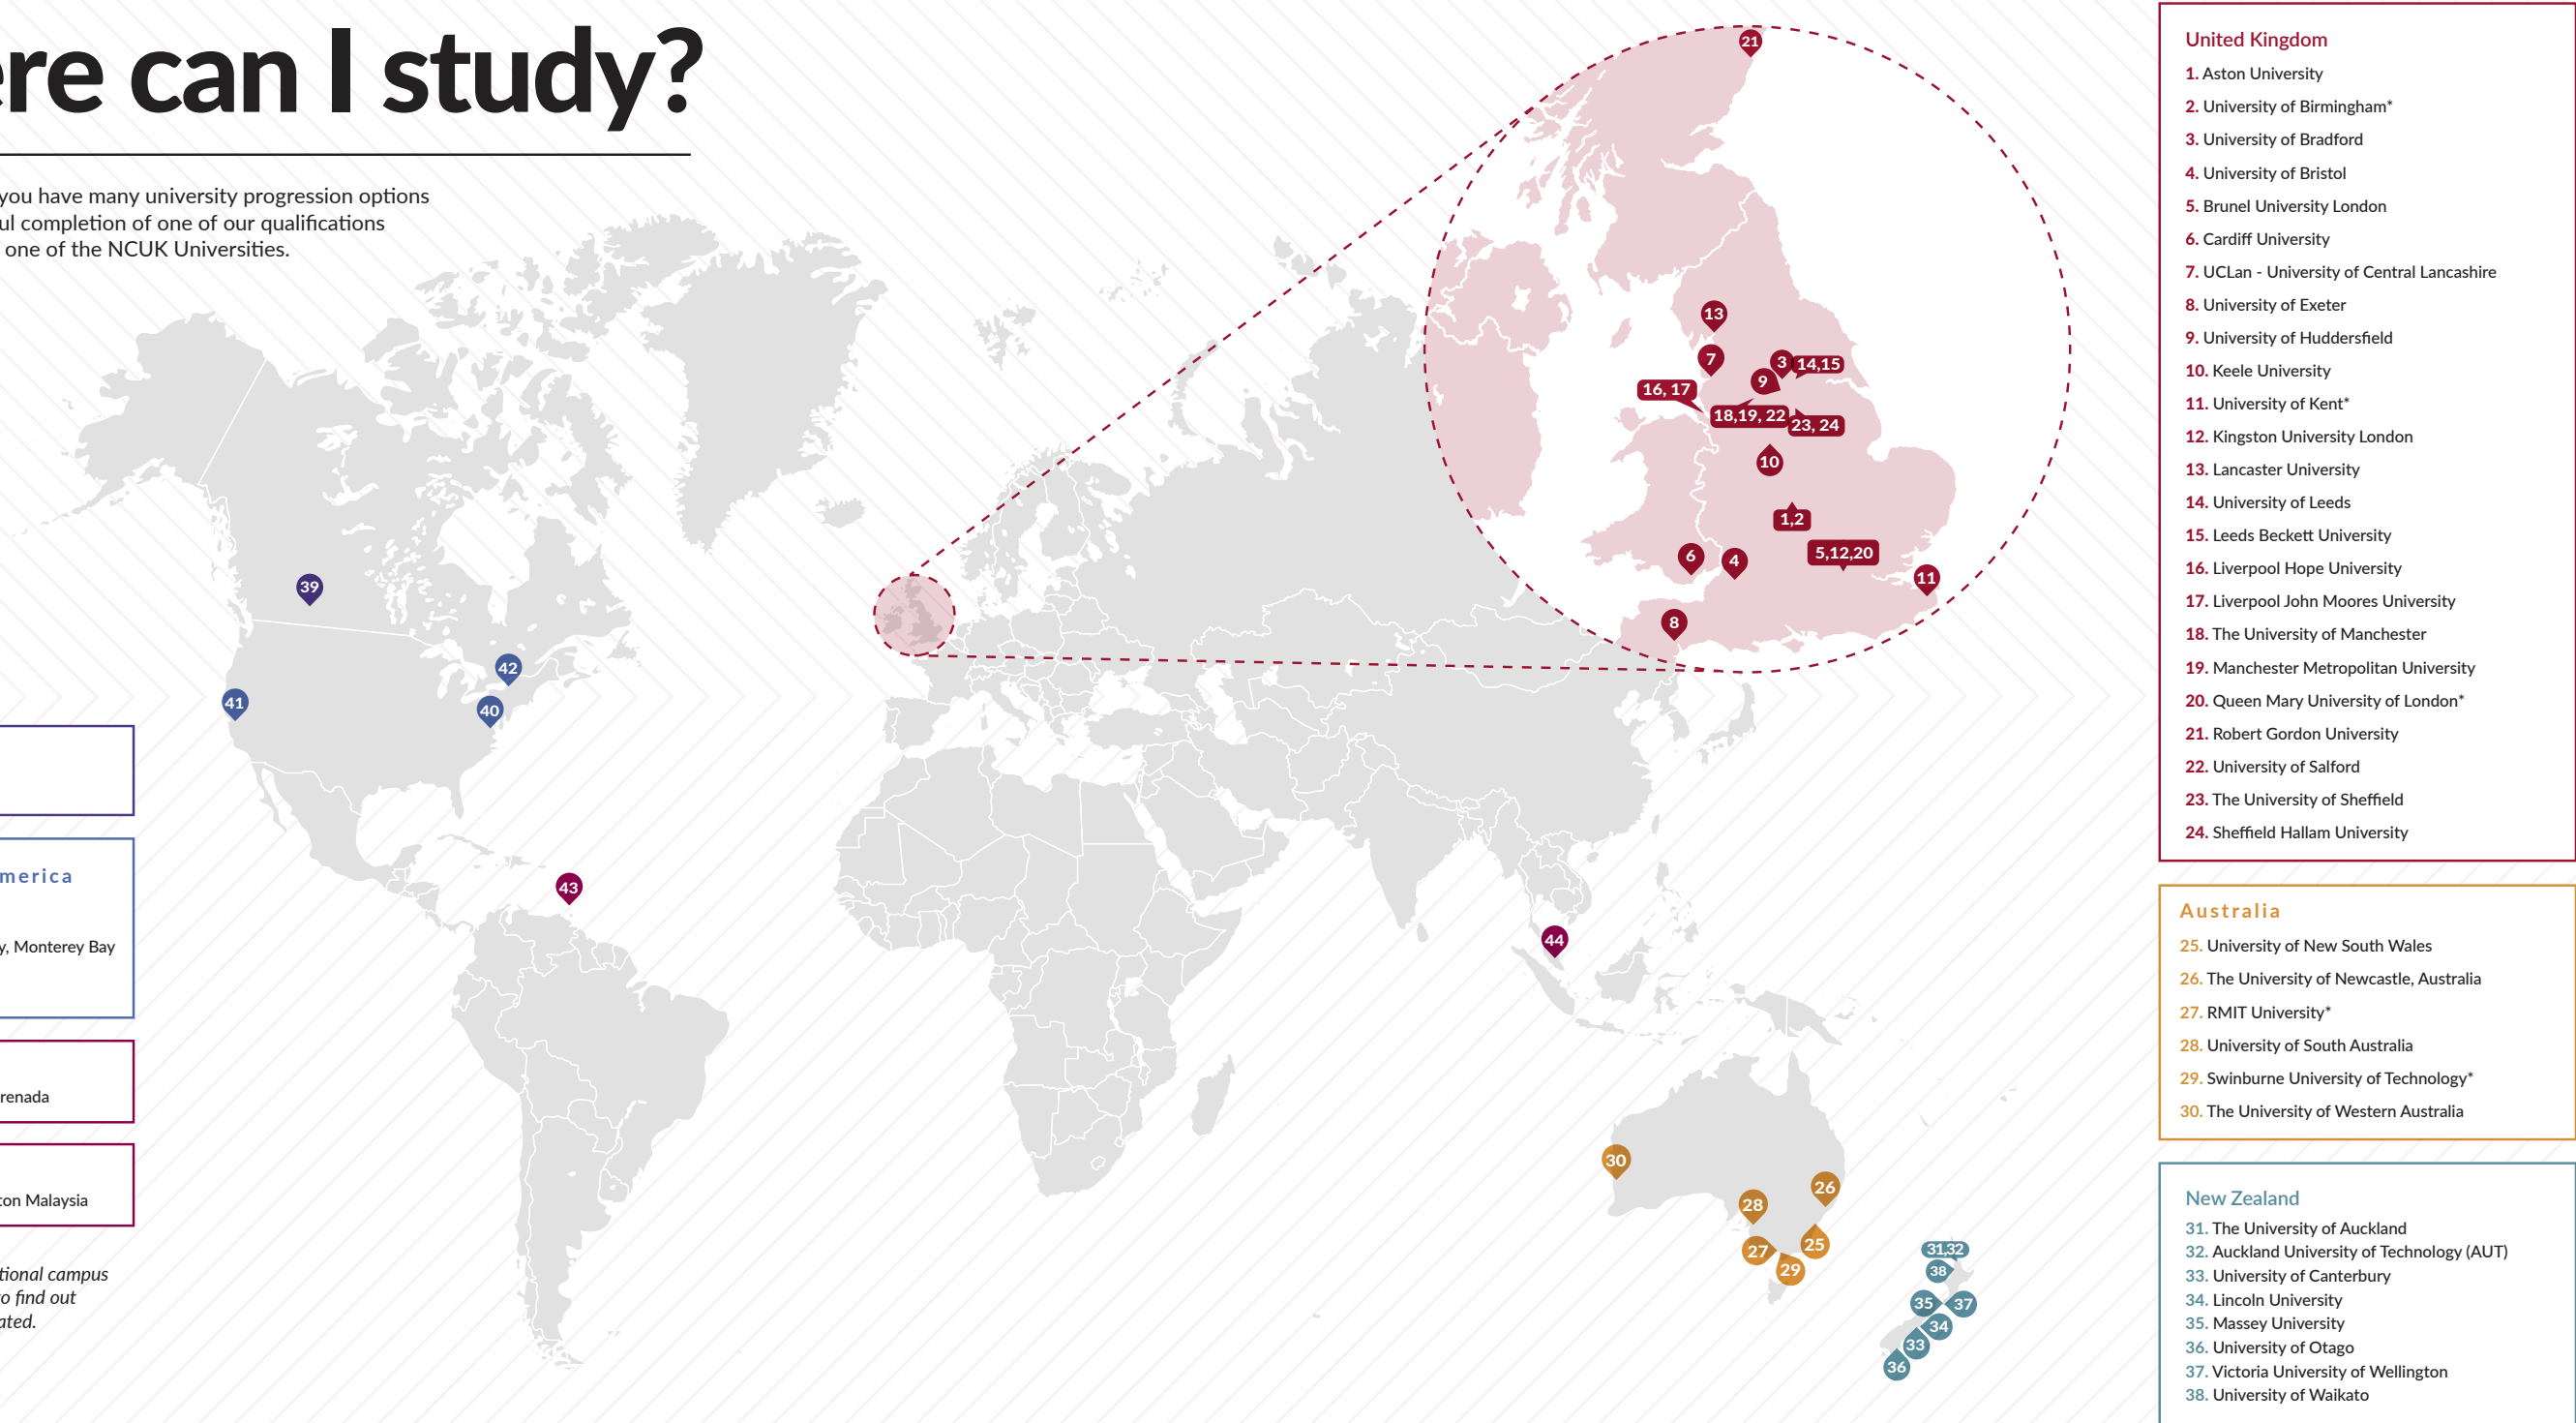 ere can I study?
you have many university progression options
ul completion of one of our qualifications
one of the NCUK Universities.
21
13
7
3
14,15
9
16, 17
18,19, 22
23, 24
10
1,2
5,12,20
6
4
11
8
39
42
41
40
43
44
30
28
26
27
25
29
31,32
38
35
37
34
33
36
merica
y, Monterey Bay
renada
ton Malaysia
tional campus
o find out
ated.
United Kingdom
1. Aston University
2. University of Birmingham*
3. University of Bradford
4. University of Bristol
5. Brunel University London
6. Cardiff University
7. UCLan - University of Central Lancashire
8. University of Exeter
9. University of Huddersfield
10. Keele University
11. University of Kent*
12. Kingston University London
13. Lancaster University
14. University of Leeds
15. Leeds Beckett University
16. Liverpool Hope University
17. Liverpool John Moores University
18. The University of Manchester
19. Manchester Metropolitan University
20. Queen Mary University of London*
21. Robert Gordon University
22. University of Salford
23. The University of Sheffield
24. Sheffield Hallam University
Australia
25. University of New South Wales
26. The University of Newcastle, Australia
27. RMIT University*
28. University of South Australia
29. Swinburne University of Technology*
30. The University of Western Australia
New Zealand
31. The University of Auckland
32. Auckland University of Technology (AUT)
33. University of Canterbury
34. Lincoln University
35. Massey University
36. University of Otago
37. Victoria University of Wellington
38. University of Waikato